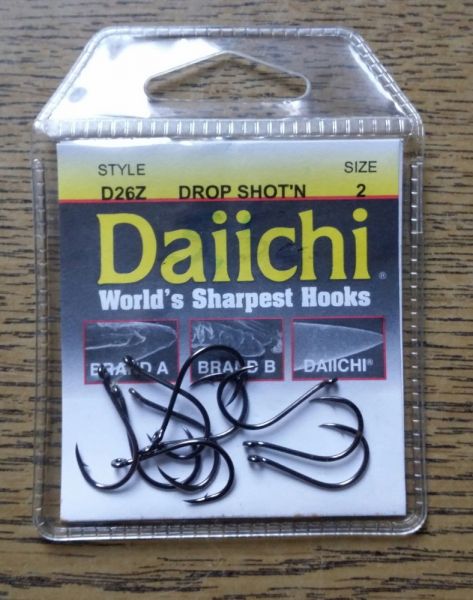 STYLE SIZE
D26Z DROP SHOT'N 2
Daiichi®
World's Sharpest Hooks
BRAND A BRAND B DAIICHI®